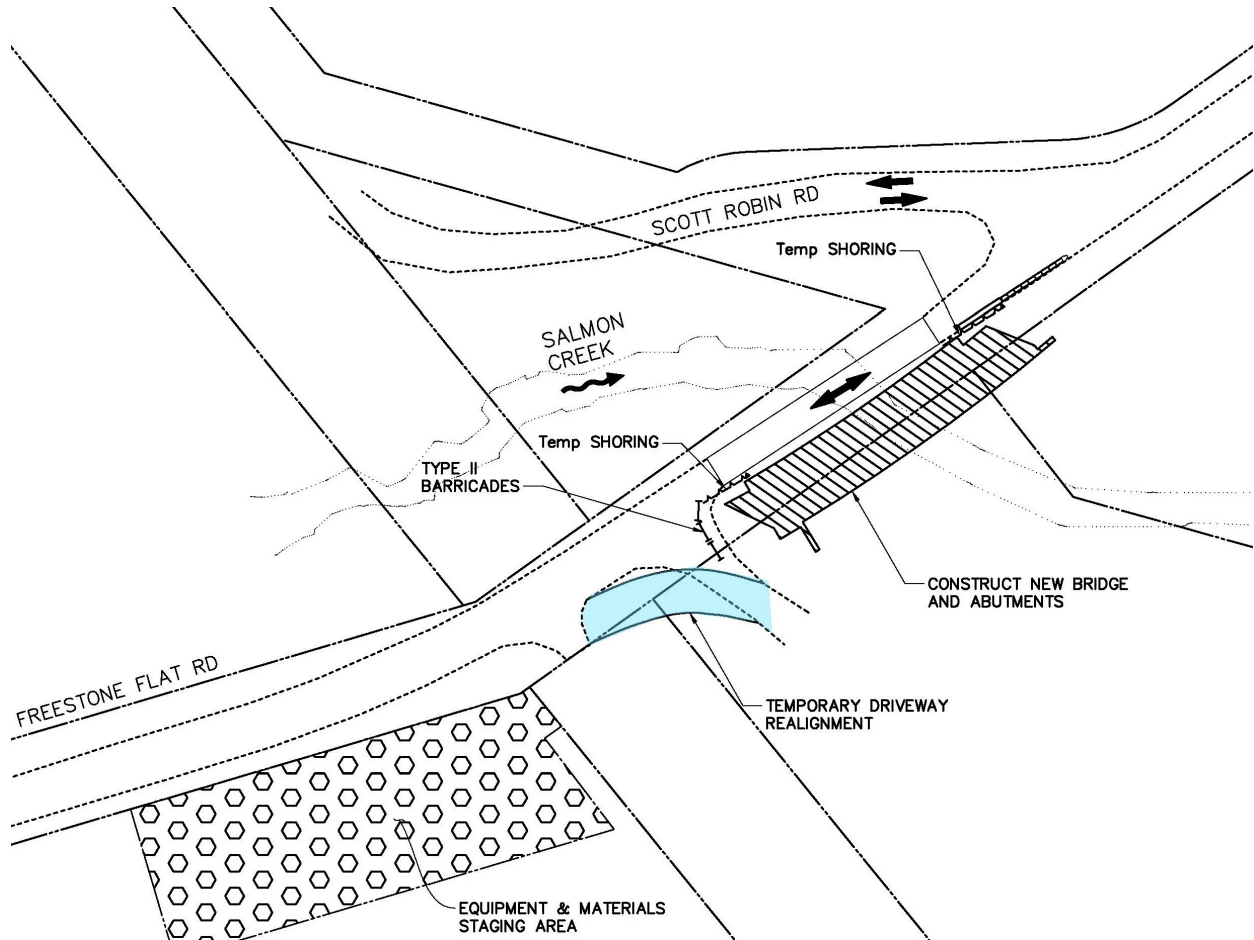 SCOTT ROBIN RD
Temp SHORING
SALMON
CREEK
Temp SHORING
TYPE II
BARRICADES
CONSTRUCT NEW BRIDGE
AND ABUTMENTS
FREESTONE FLAT RD
TEMPORARY DRIVEWAY
REALIGNMENT
EQUIPMENT & MATERIALS
STAGING AREA